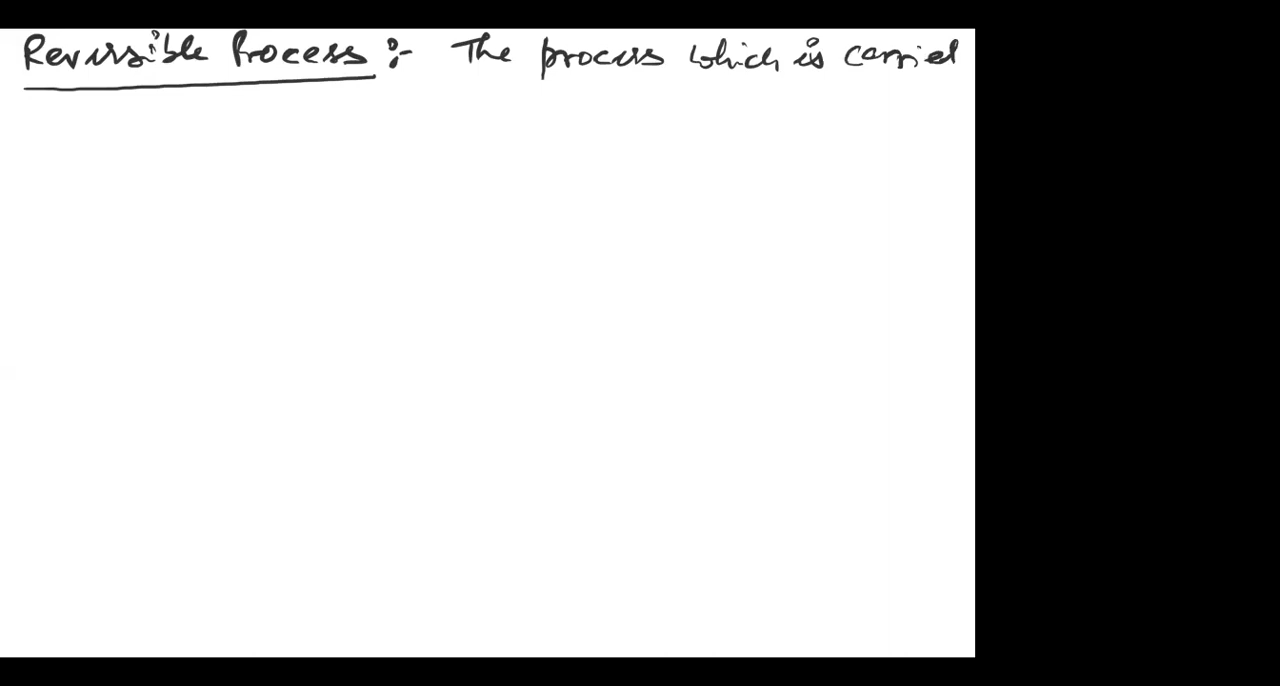 Reversible Process :- The process which is carried